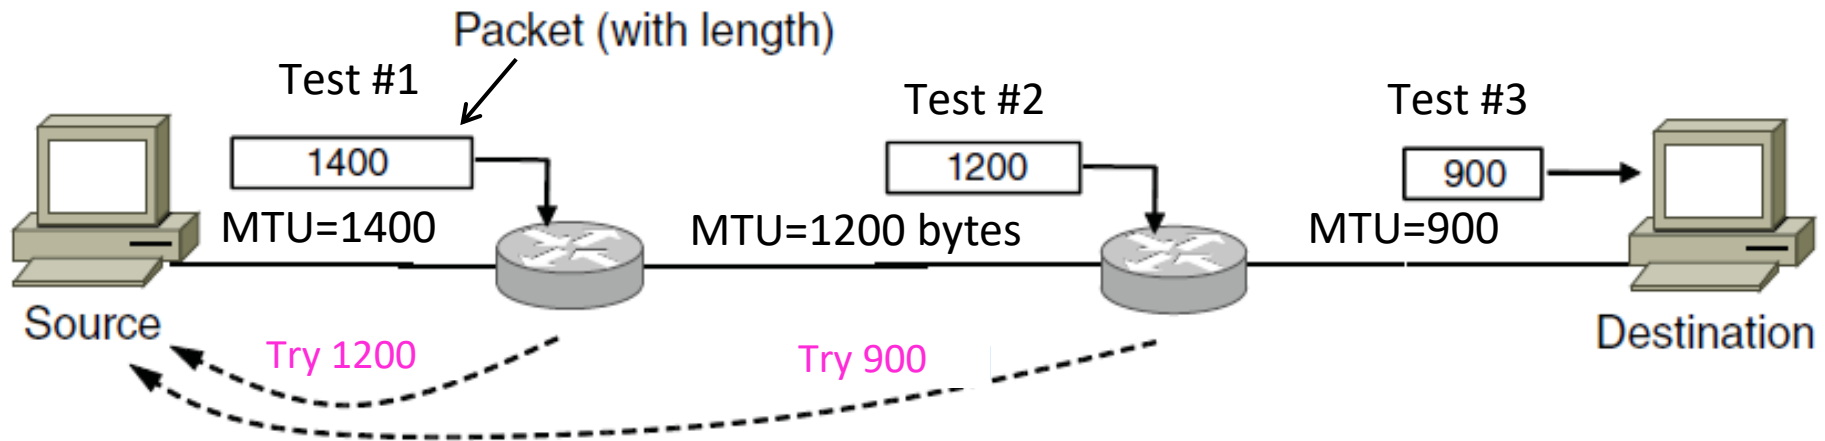 Packet (with length)
Test #1
Test #2
Test #3
1400
1200
900
MTU=1400
MTU=1200 bytes
MTU=900
Source
Try 1200
Try 900
Destination